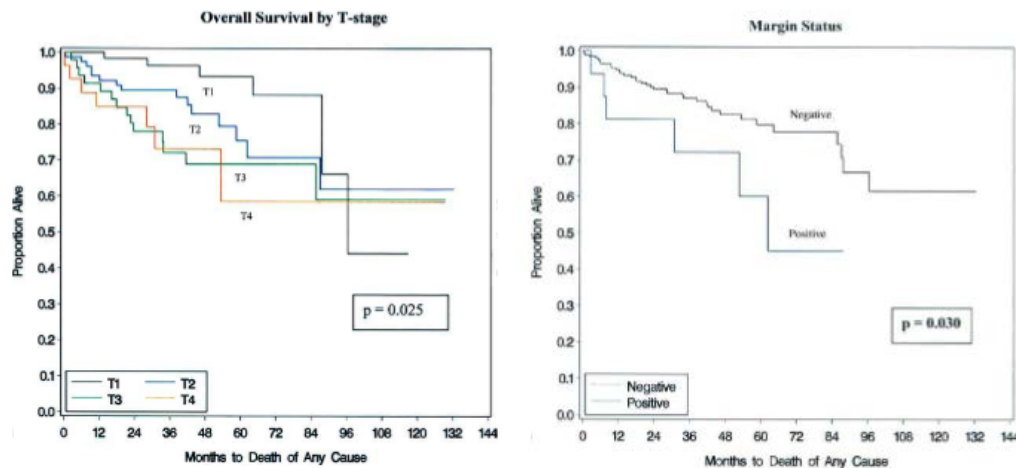 Overall Survival by T-stage
Proportion Alive
1.0
0.9
0.8
0.7
0.6
0.5
0.4
0.3
0.2
0.1
0.0
T1
T2
T3
T4
p = 0.025
T1 T2
T3 T4
0 12 24 36 48 60 72 84 96 108 120 132 144
Months to Death of Any Cause
Margin Status
Proportion Alive
1.0
0.9
0.8
0.7
0.6
0.5
0.4
0.3
0.2
0.1
0.0
Negative
Positive
p = 0.030
Negative
Positive
0 12 24 36 48 60 72 84 96 108 120 132 144
Months to Death of Any Cause